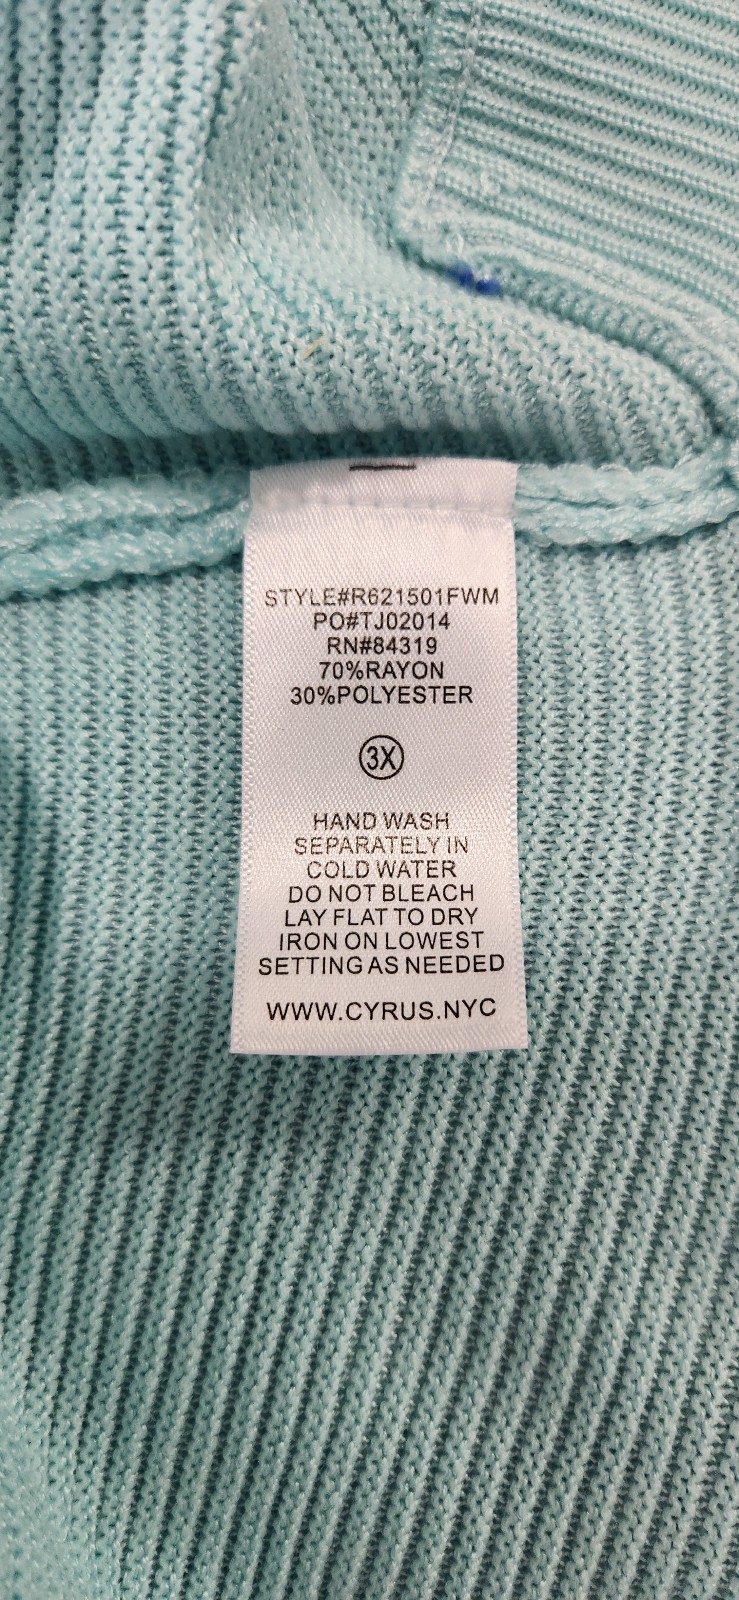 STYLE#R621501FWM
PO#TJ02014
RN#84319
70%RAYON
30%POLYESTER
3X
HAND WASH
SEPARATELY IN
COLD WATER
DO NOT BLEACH
LAY FLAT TO DRY
IRON ON LOWEST
SETTING AS NEEDED
WWW.CYRUS.NYC